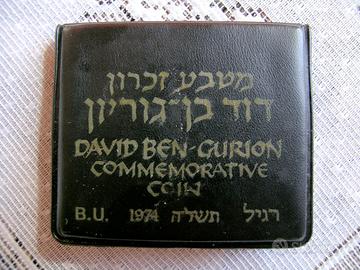 מטבע זכרון
דוד בן-גוריון
DAVID BEN-GURION
COMMEMORATIVE
COIN
B.U. 1974 תשל"ה רגיל